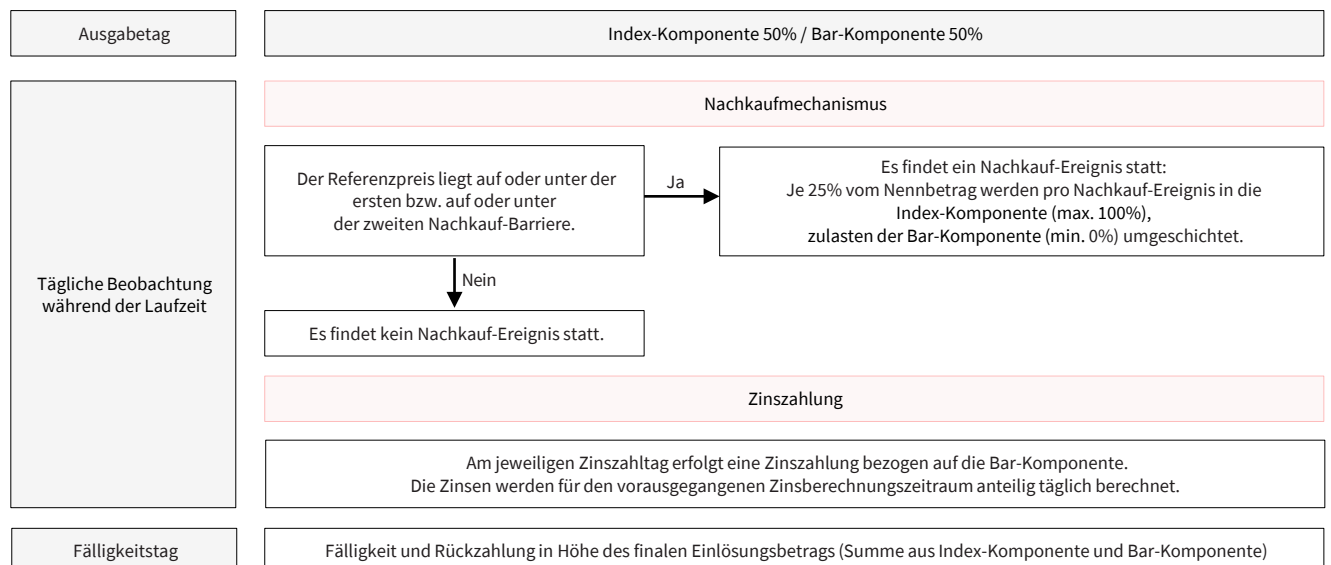 Ausgabetag
Index-Komponente 50% / Bar-Komponente 50%
Tägliche Beobachtung
während der Laufzeit
Nachkaufmechanismus
Der Referenzpreis liegt auf oder unter der
ersten bzw. auf oder unter
der zweiten Nachkauf-Barriere.
Ja
Es findet ein Nachkauf-Ereignis statt:
Je 25% vom Nennbetrag werden pro Nachkauf-Ereignis in die
Index-Komponente (max. 100%),
zulasten der Bar-Komponente (min. 0%) umgeschichtet.
Nein
Es findet kein Nachkauf-Ereignis statt.
Zinszahlung
Am jeweiligen Zinszahltag erfolgt eine Zinszahlung bezogen auf die Bar-Komponente.
Die Zinsen werden für den vorausgegangenen Zinsberechnungszeitraum anteilig täglich berechnet.
Fälligkeitstag
Fälligkeit und Rückzahlung in Höhe des finalen Einlösungsbetrags (Summe aus Index-Komponente und Bar-Komponente)